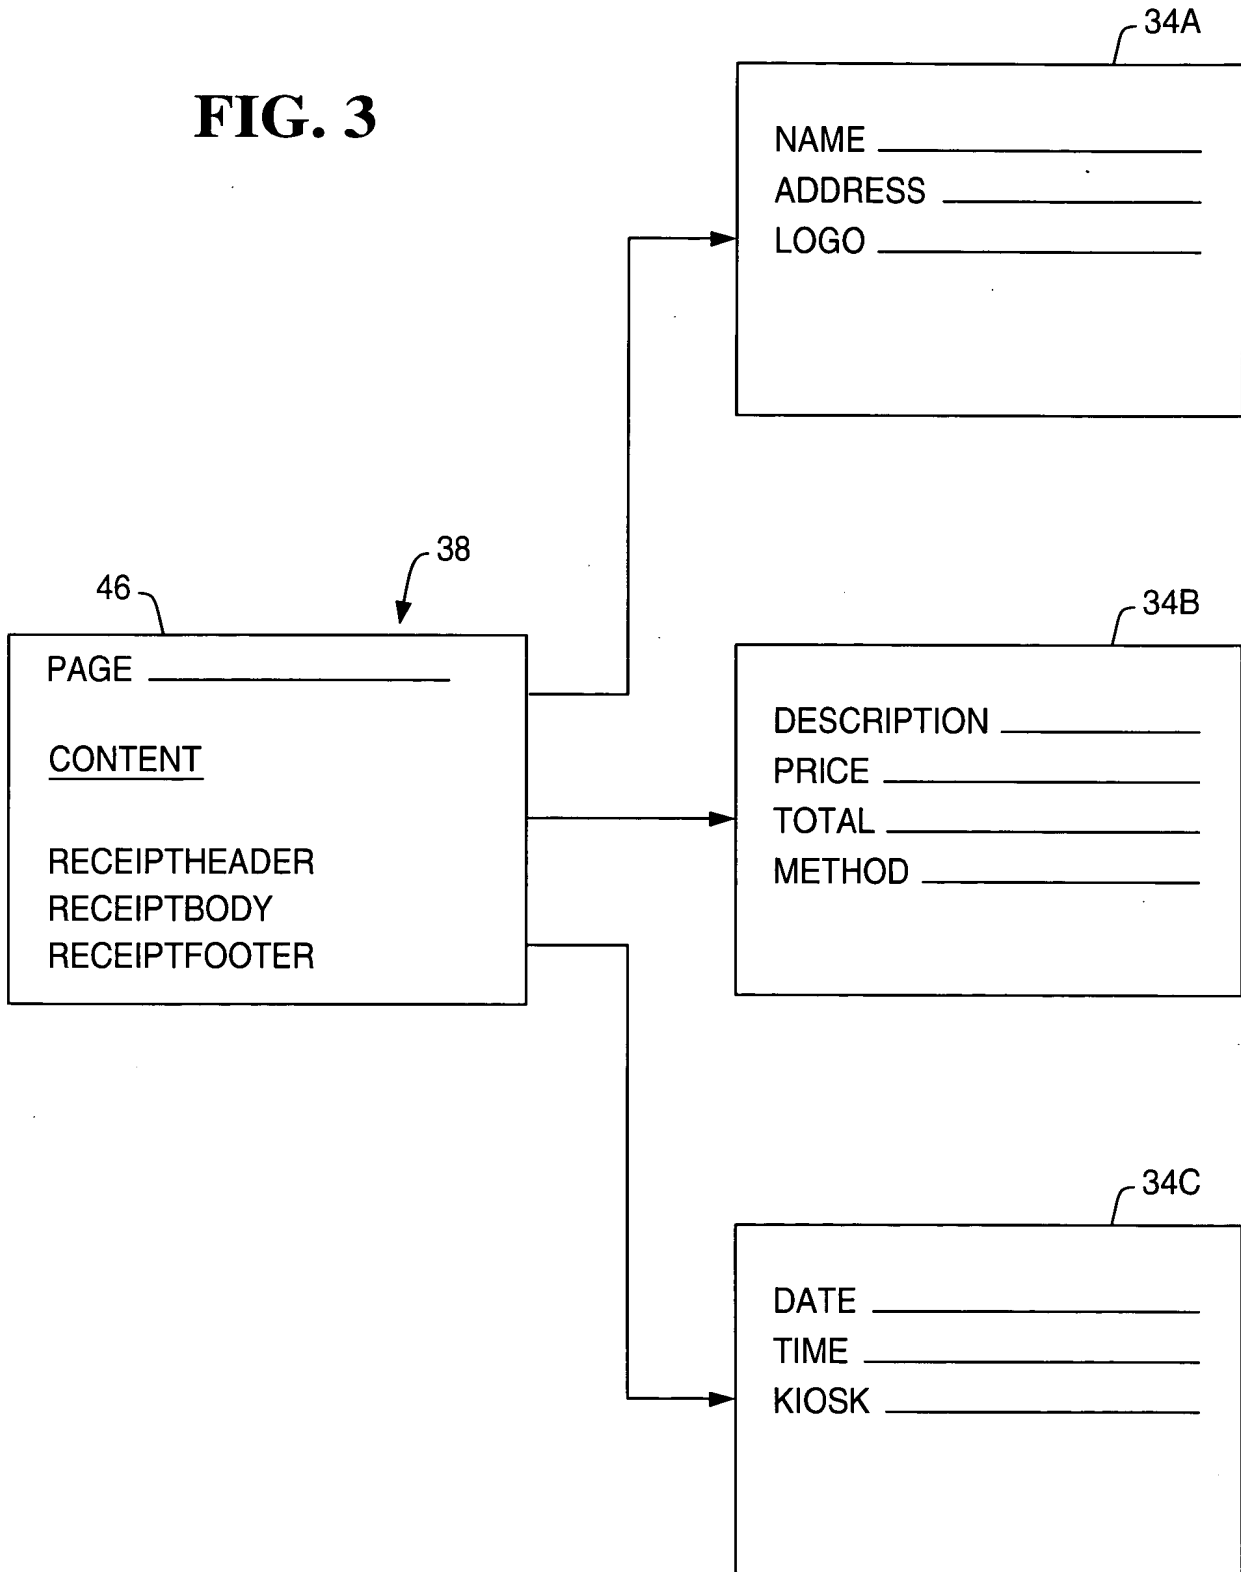 FIG. 3
34A
NAME
ADDRESS
LOGO
38
46
PAGE
CONTENT
RECEIPTHEADER
RECEIPTBODY
RECEIPTFOOTER
34B
DESCRIPTION
PRICE
TOTAL
METHOD
34C
DATE
TIME
KIOSK